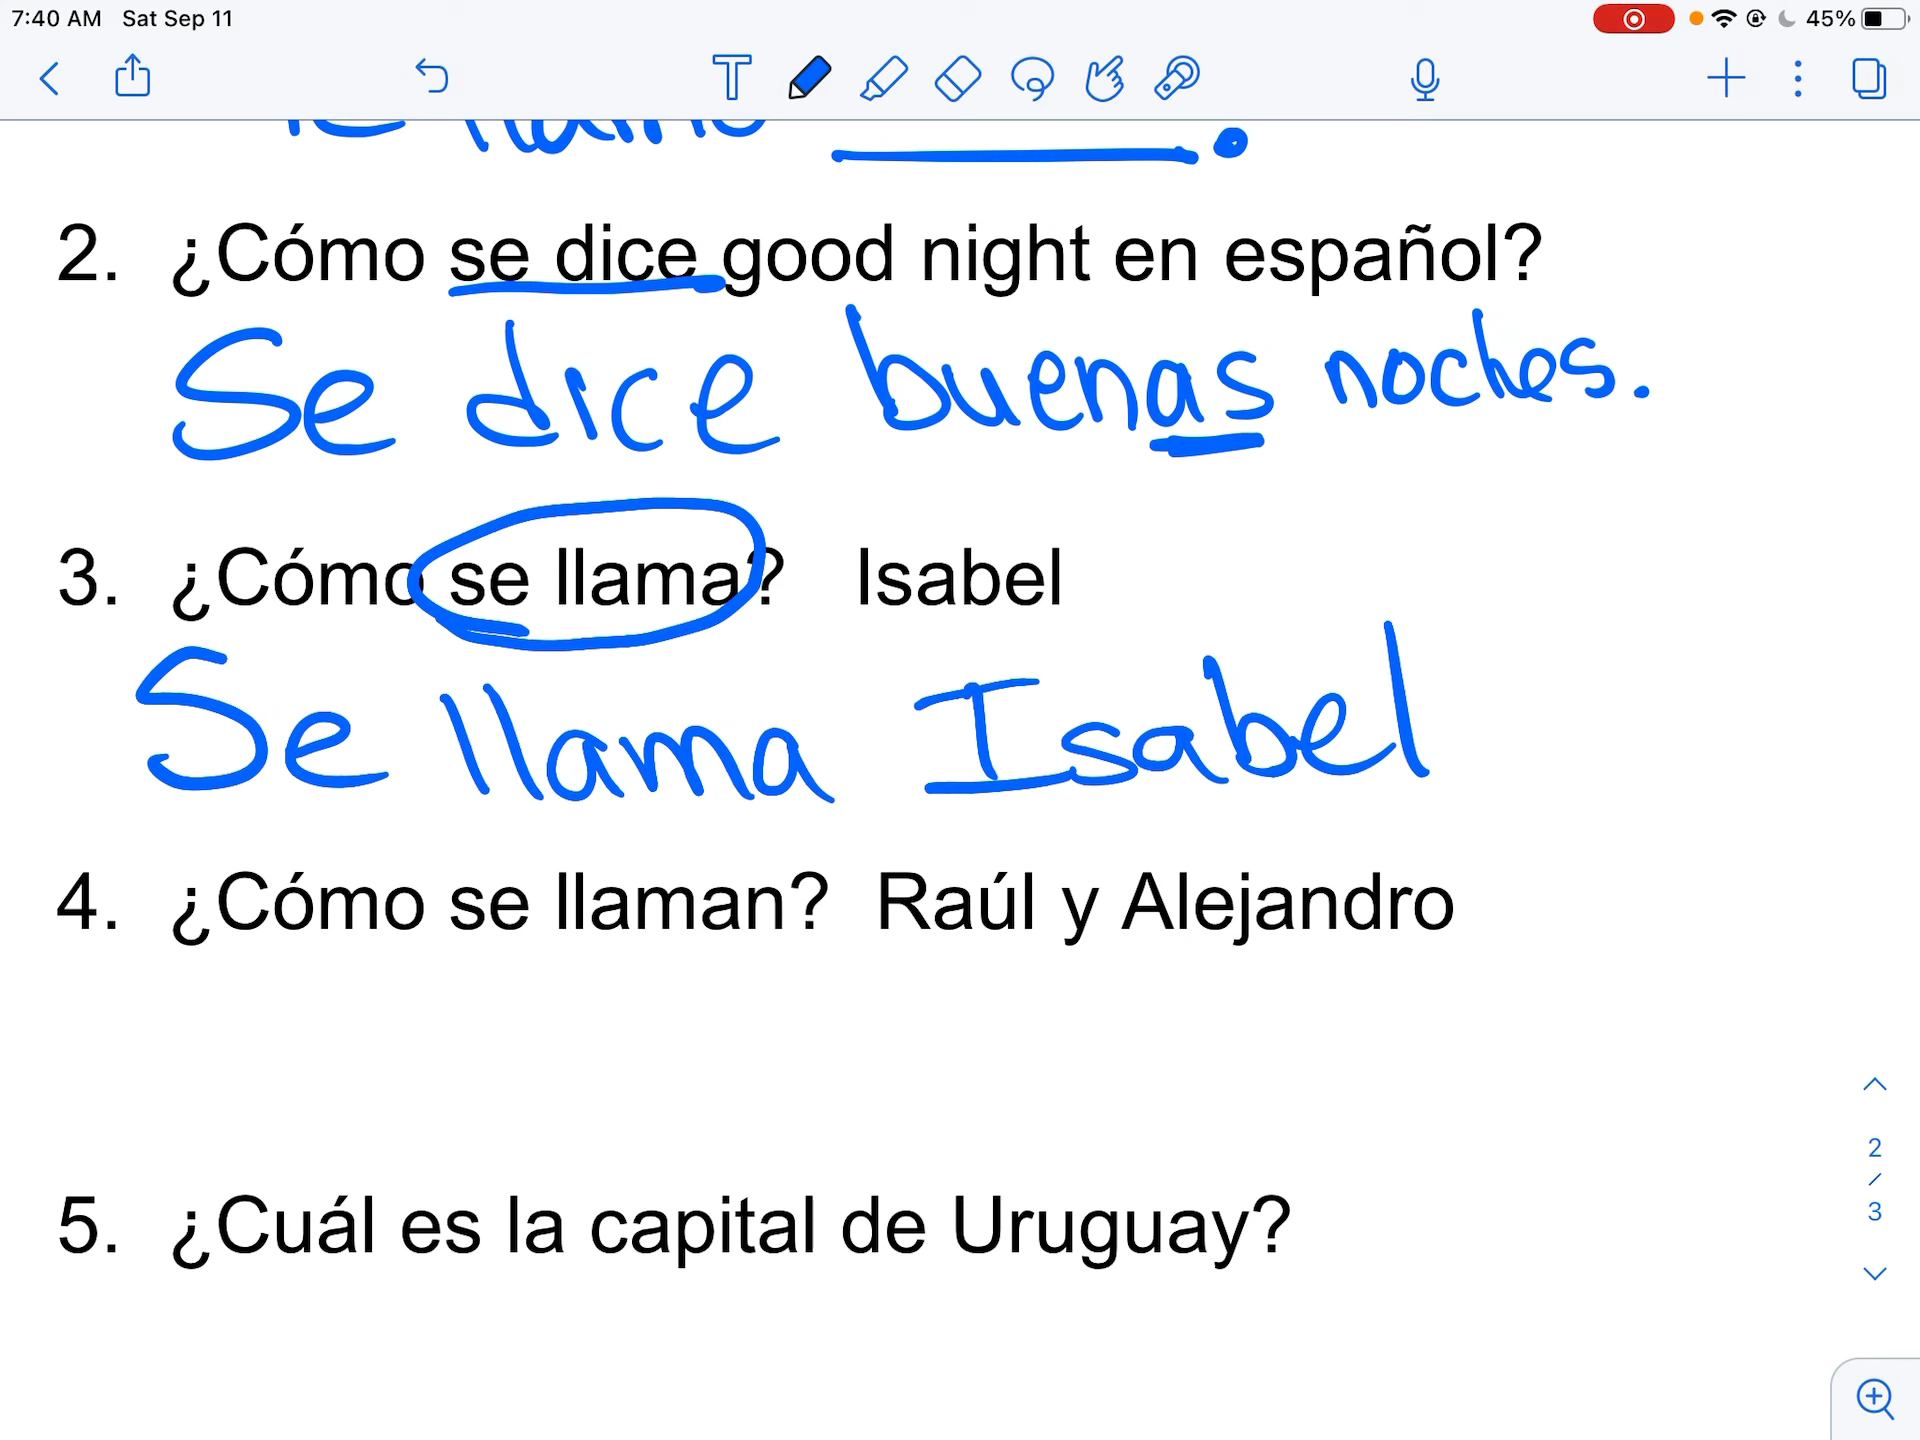 7:40 AM Sat Sep 11
45%
2. ¿Cómo se dice good night en español?
Se dice buenas noches.
3. ¿Cómo se llama? Isabel
Se llama Isabel
4. ¿Cómo se llaman? Raúl y Alejandro
5. ¿Cuál es la capital de Uruguay?
2
/
3